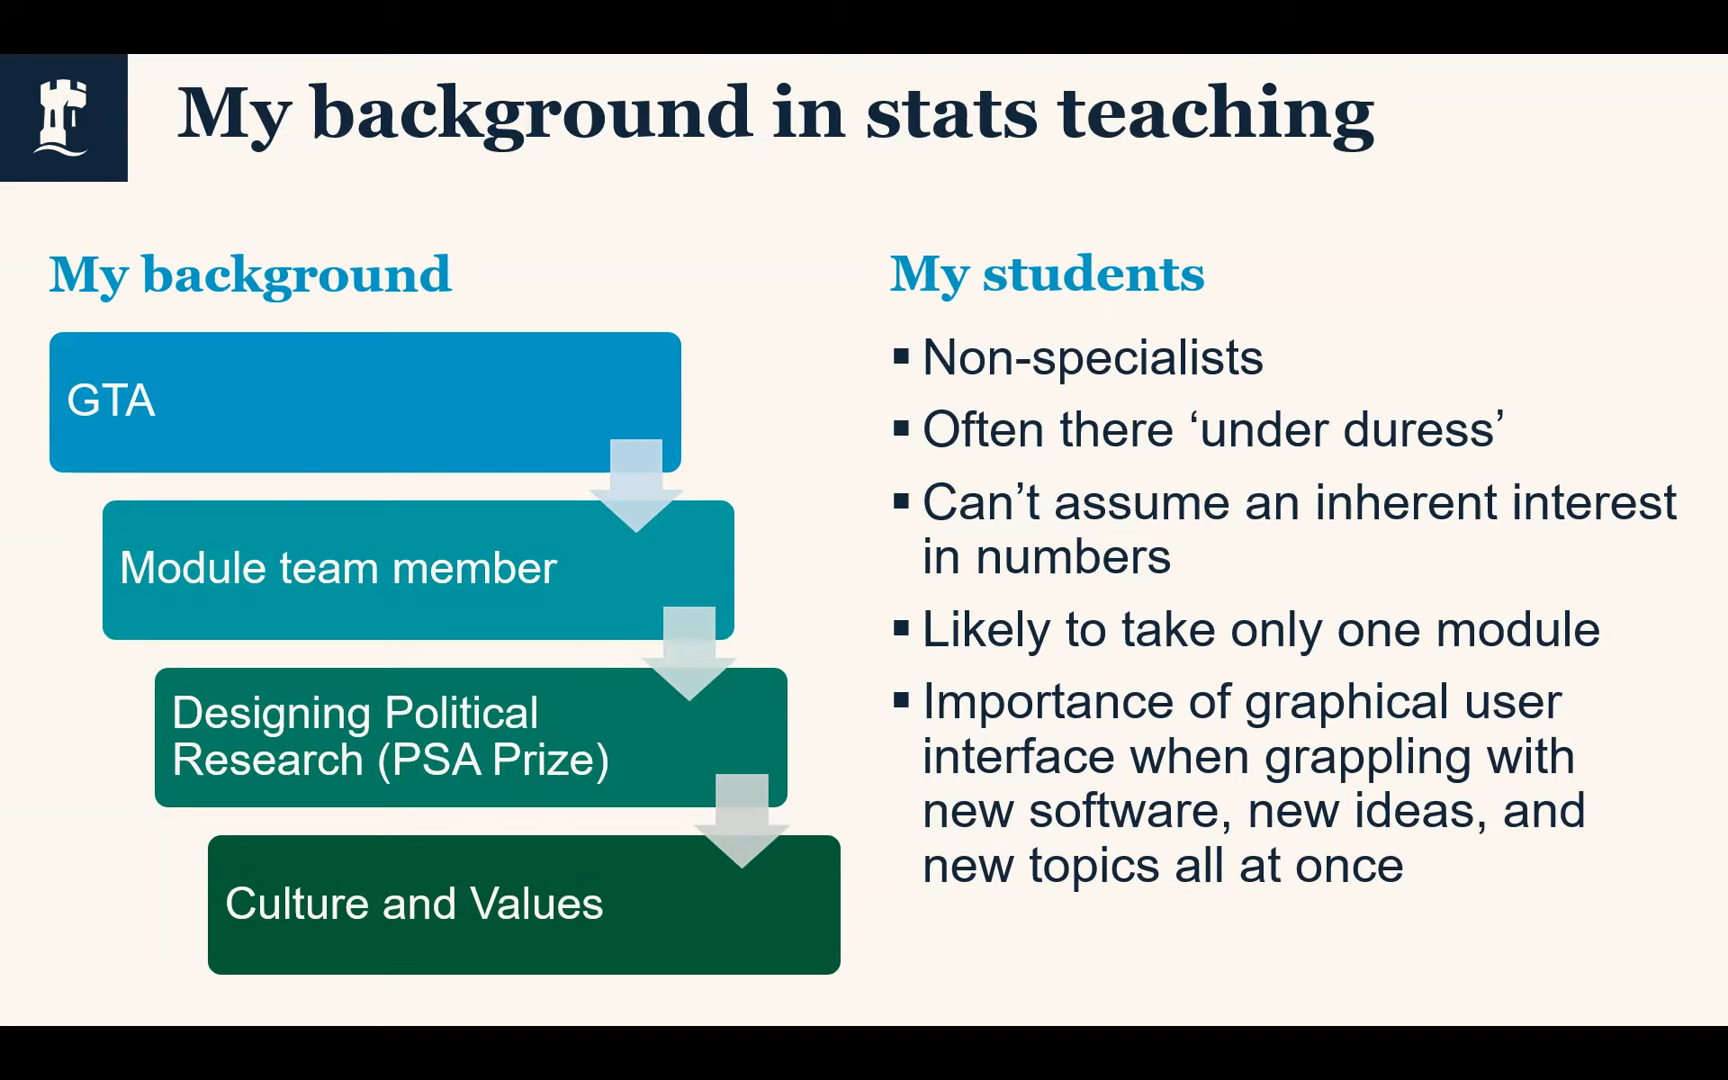 My background in stats teaching
My background
GTA
Module team member
Designing Political
Research (PSA Prize)
Culture and Values
My students
▪ Non-specialists
▪ Often there ‘under duress’
▪ Can’t assume an inherent interest
in numbers
▪ Likely to take only one module
▪ Importance of graphical user
interface when grappling with
new software, new ideas, and
new topics all at once